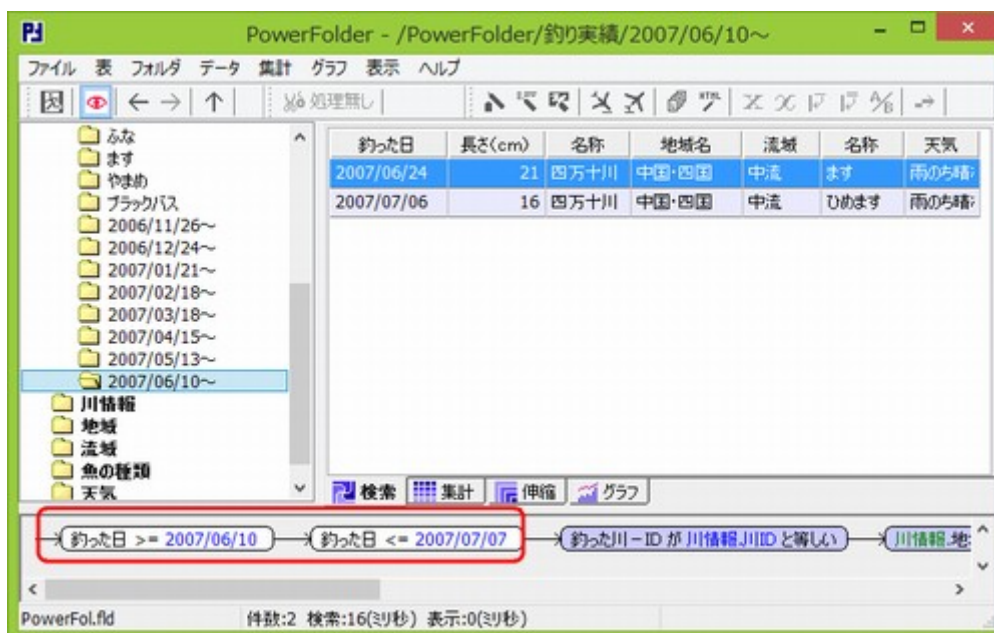 PowerFolder - /PowerFolder/釣り実績/2007/06/10～
ファイル 表 フォルダ データ 集計 グラフ 表示 ヘルプ
処理無し
ふな
ます
やまめ
ブラックバス
2006/11/26～
2006/12/24～
2007/01/21～
2007/02/18～
2007/03/18～
2007/04/15～
2007/05/13～
2007/06/10～
川情報
地域
流域
魚の種類
天気
釣った日 長さ(cm) 名称 地域名 流域 名称 天気
2007/06/24 21 四万十川 中国・四国 中流 ます 雨のち晴
2007/07/06 16 四万十川 中国・四国 中流 ひめます 雨のち晴
検索 集計 伸縮 グラフ
釣った日 >= 2007/06/10 釣った日 <= 2007/07/07 釣った川－ID が 川情報.川ID と等しい 川情報.地
PowerFol.fld 件数:2 検索:16(ミリ秒) 表示:0(ミリ秒)